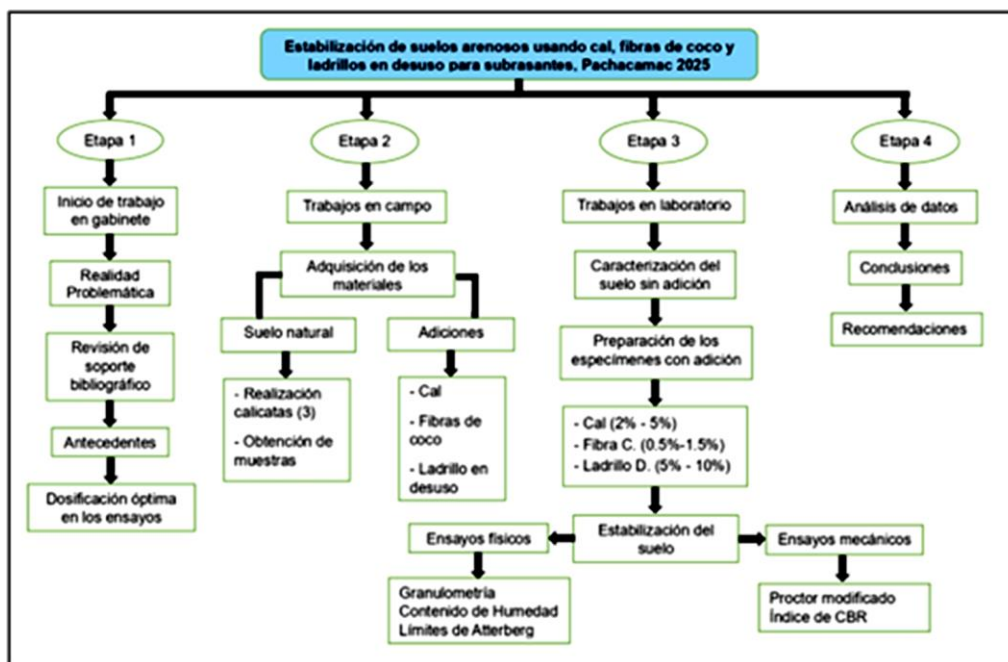 Estabilización de suelos arenosos usando cal, fibras de coco y
ladrillos en desuso para subrasantes, Pachacamac 2025
Etapa 1
Inicio de trabajo
en gabinete
Realidad
Problemática
Revisión de
soporte
bibliográfico
Antecedentes
Dosificación óptima
en los ensayos
Etapa 2
Trabajos en campo
Adquisición de los
materiales
Suelo natural
- Realización
calicatas (3)
- Obtención de
muestras
Adiciones
- Cal
- Fibras de
coco
- Ladrillo en
desuso
Etapa 3
Trabajos en laboratorio
Caracterización del
suelo sin adición
Preparación de los
especímenes con adición
- Cal (2% - 5%)
- Fibra C. (0.5%-1.5%)
- Ladrillo D. (5% - 10%)
Estabilización del
suelo
Ensayos físicos
Granulometría
Contenido de Humedad
Límites de Atterberg
Ensayos mecánicos
Proctor modificado
Índice de CBR
Etapa 4
Análisis de datos
Conclusiones
Recomendaciones